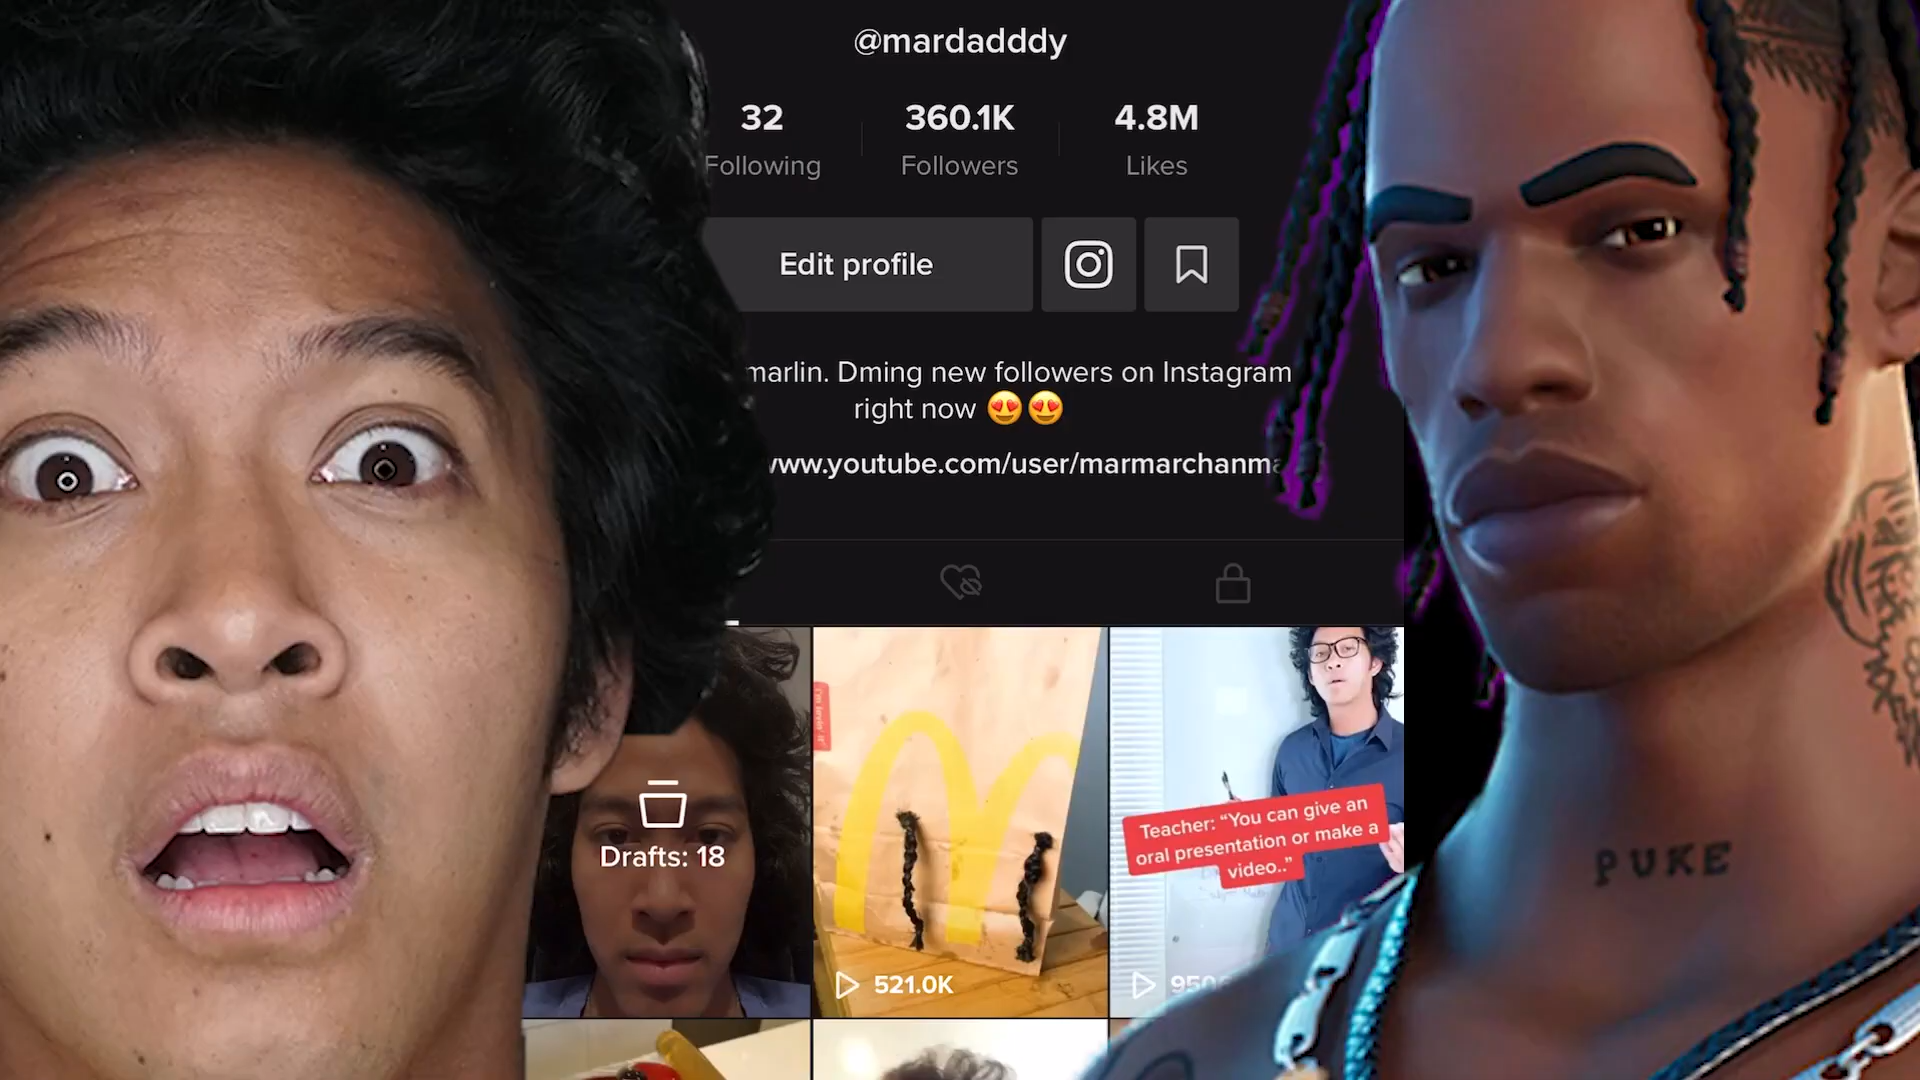 @mardadddy
32 360.1K 4.8M
Following Followers Likes
Edit profile
marlin. Dming new followers on Instagram
right now 😍😍
www.youtube.com/user/marmarchanma
Teacher: “You can give an
oral presentation or make a
video..”
Drafts: 18
521.0K
PUKE